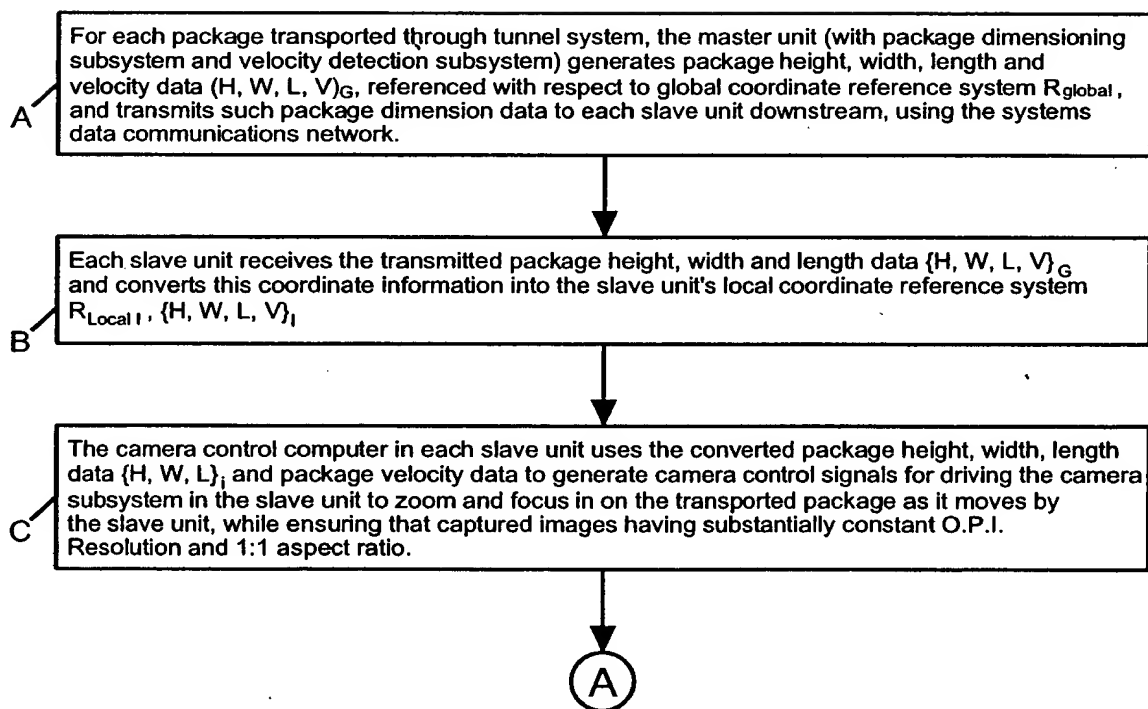 For each package transported through tunnel system, the master unit (with package dimensioning
subsystem and velocity detection subsystem) generates package height, width, length and
velocity data (H, W, L, V)G, referenced with respect to global coordinate reference system Rglobal,
and transmits such package dimension data to each slave unit downstream, using the systems
data communications network.
A
Each slave unit receives the transmitted package height, width and length data {H, W, L, V}G
and converts this coordinate information into the slave unit's local coordinate reference system
RLocal I, {H, W, L, V}I
B
The camera control computer in each slave unit uses the converted package height, width, length
data {H, W, L}i and package velocity data to generate camera control signals for driving the camera
subsystem in the slave unit to zoom and focus in on the transported package as it moves by
the slave unit, while ensuring that captured images having substantially constant O.P.I.
Resolution and 1:1 aspect ratio.
C
A